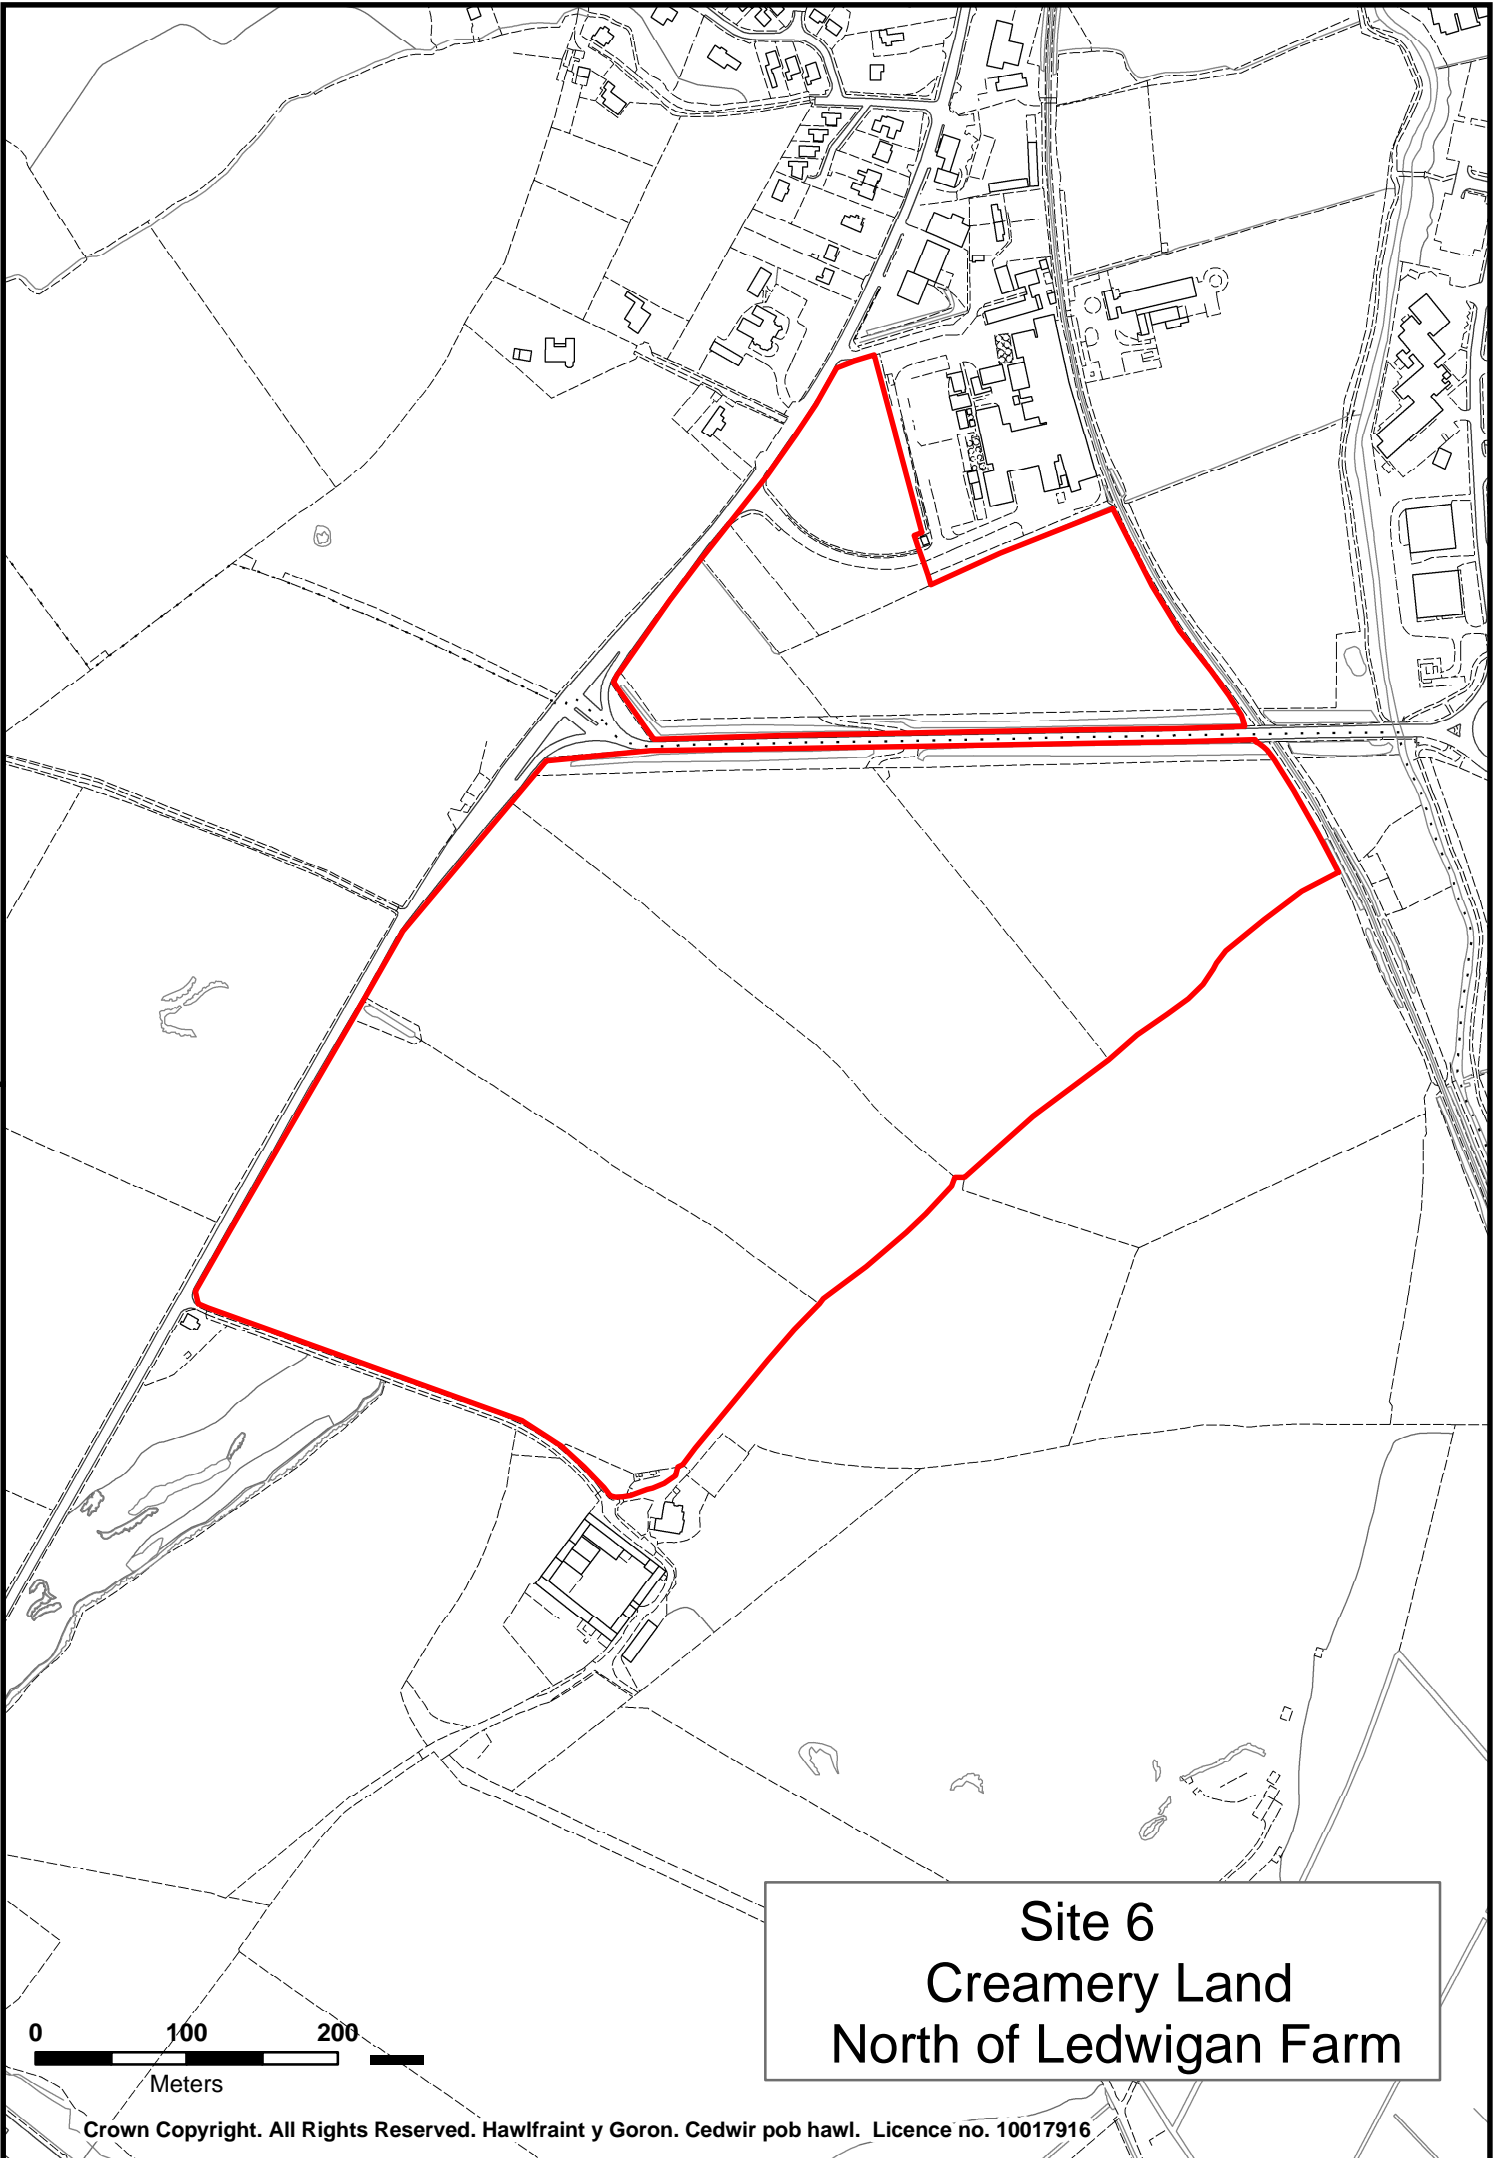 Site 6
Creamery Land
North of Ledwigan Farm
0 100 200
Meters
Crown Copyright. All Rights Reserved. Hawlfraint y Goron. Cedwir pob hawl. Licence no. 10017916